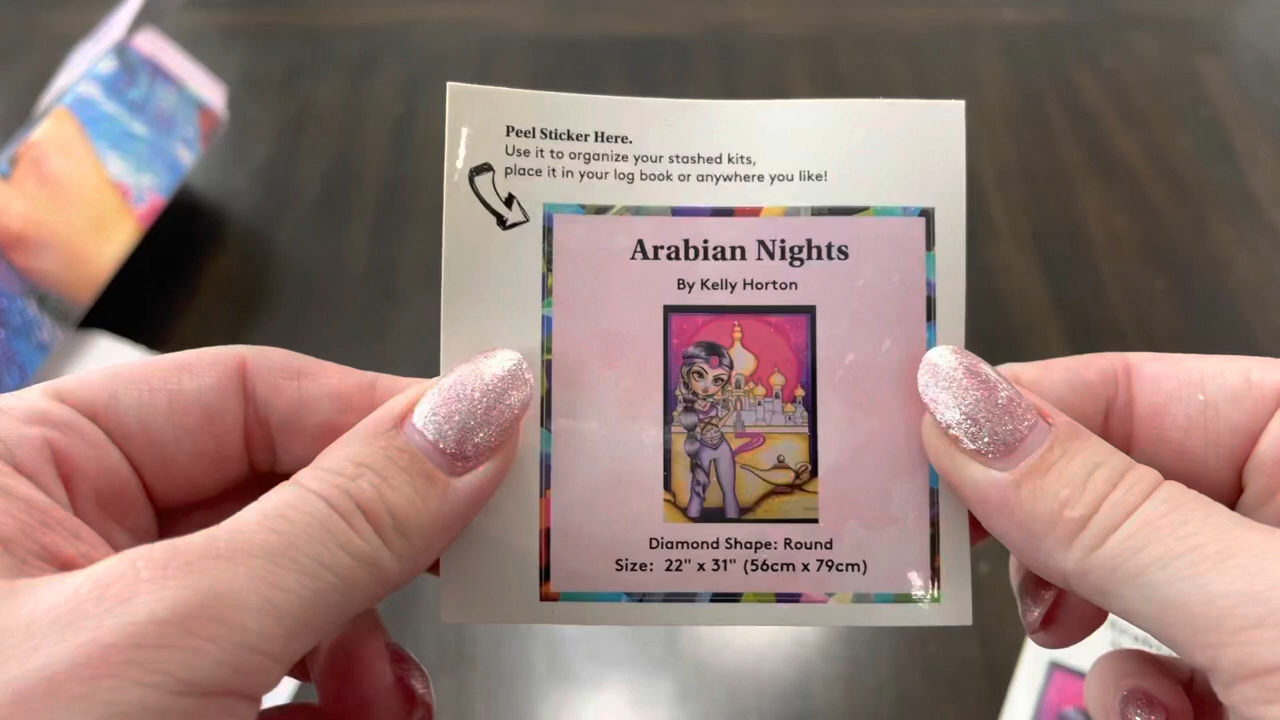 Peel Sticker Here.
Use it to organize your stashed kits,
place it in your log book or anywhere you like!
Arabian Nights
By Kelly Horton
Diamond Shape: Round
Size: 22" x 31" (56cm x 79cm)